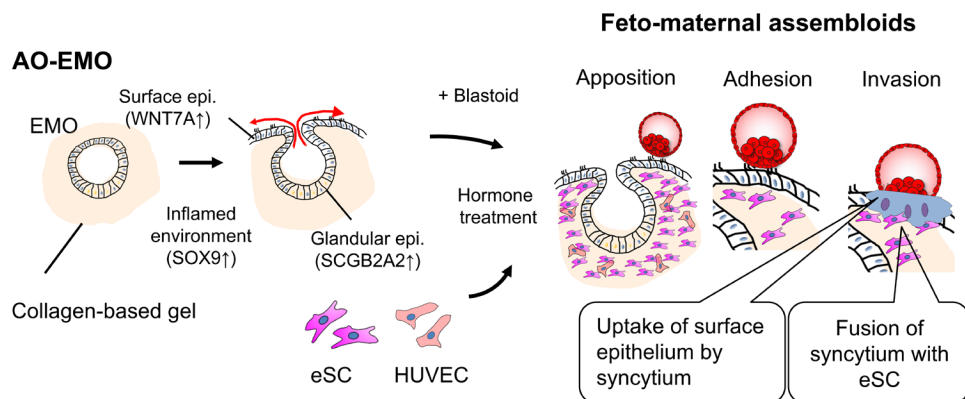 Feto-maternal assembloids
AO-EMO
Apposition
Adhesion
Invasion
Surface epi.
(WNT7A↑)
+ Blastoid
EMO
Hormone
treatment
Inflamed
environment
(SOX9↑)
Glandular epi.
(SCGB2A2↑)
Collagen-based gel
eSC
HUVEC
Uptake of surface
epithelium by
syncytium
Fusion of
syncytium with
eSC